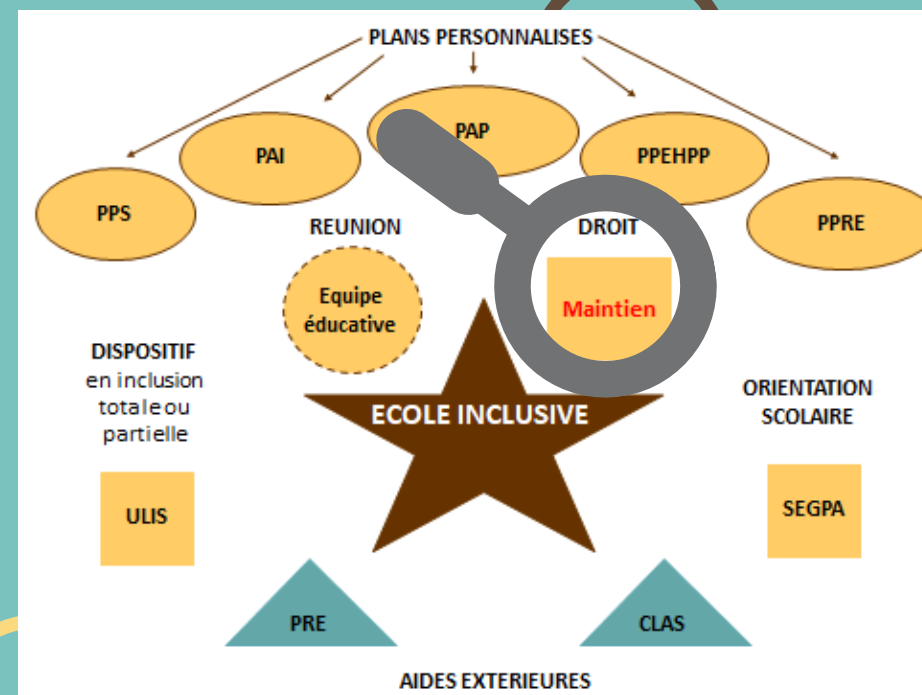 PLANS PERSONNALISES
PAP
PAI
PPEHPP
PPS
PPRE
REUNION
DROIT
Equipe
éducative
Maintien
DISPOSITIF
en inclusion
totale ou
partielle
ECOLE INCLUSIVE
ORIENTATION
SCOLAIRE
ULIS
SEGPA
PRE
CLAS
AIDES EXTERIEURES